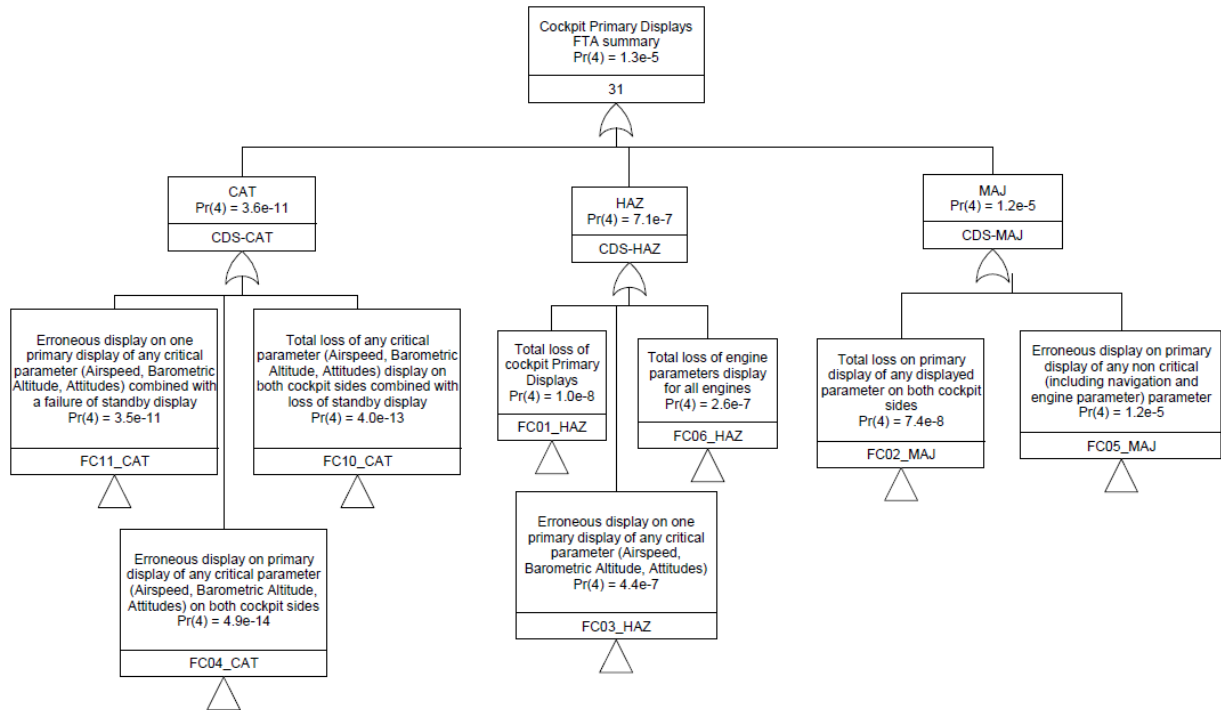 Cockpit Primary Displays
FTA summary
Pr(4) = 1.3e-5
31
CAT
Pr(4) = 3.6e-11
CDS-CAT
HAZ
Pr(4) = 7.1e-7
CDS-HAZ
MAJ
Pr(4) = 1.2e-5
CDS-MAJ
Erroneous display on one
primary display of any critical
parameter (Airspeed, Barometric
Altitude, Attitudes) combined with
a failure of standby display
Pr(4) = 3.5e-11
FC11_CAT
Total loss of any critical
parameter (Airspeed, Barometric
Altitude, Attitudes) display on
both cockpit sides combined with
loss of standby display
Pr(4) = 4.0e-13
FC10_CAT
Total loss of
cockpit Primary
Displays
Pr(4) = 1.0e-8
FC01_HAZ
Total loss of engine
parameters display
for all engines
Pr(4) = 2.6e-7
FC06_HAZ
Total loss on primary
display of any displayed
parameter on both cockpit
sides
Pr(4) = 7.4e-8
FC02_MAJ
Erroneous display on primary
display of any non critical
(including navigation and
engine parameter) parameter
Pr(4) = 1.2e-5
FC05_MAJ
Erroneous display on primary
display of any critical parameter
(Airspeed, Barometric Altitude,
Attitudes) on both cockpit sides
Pr(4) = 4.9e-14
FC04_CAT
Erroneous display on one
primary display of any critical
parameter (Airspeed,
Barometric Altitude, Attitudes)
Pr(4) = 4.4e-7
FC03_HAZ